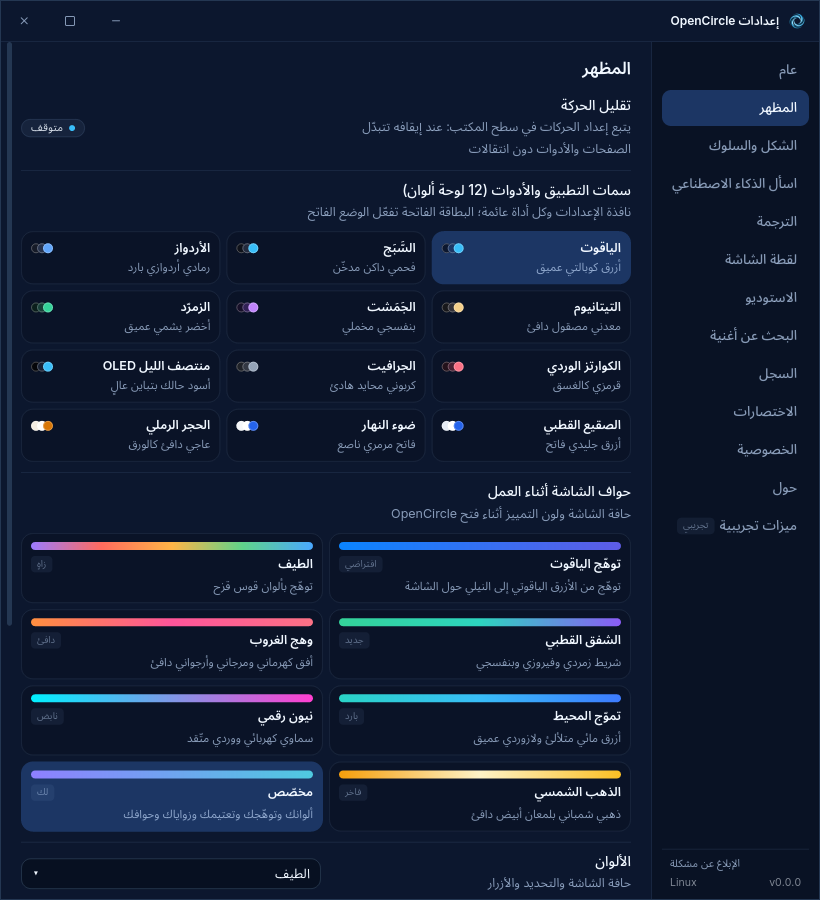 إعدادات OpenCircle
عام
المظهر
الشكل والسلوك
اسأل الذكاء الاصطناعي
الترجمة
لقطة الشاشة
الاستوديو
البحث عن أغنية
السجل
الاختصارات
الخصوصية
حول
ميزات تجريبية تجريبي
الإبلاغ عن مشكلة
v0.0.0 Linux
المظهر
تقليل الحركة
يتبع إعداد الحركات في سطح المكتب؛ عند إيقافه تتبدّل
الصفحات والأدوات دون انتقالات
متوقف
سمات التطبيق والأدوات (12 لوحة ألوان)
نافذة الإعدادات وكل أداة عائمة؛ البطاقة الفاتحة تفعّل الوضع الفاتح
الياقوت
أزرق كوبالتي عميق
السَّبَج
فحمي داكن مدخّن
الأردواز
رمادي أردوازي بارد
التيتانيوم
معدني مصقول دافئ
الجَمَشت
بنفسجي مخملي
الزمرّد
أخضر يشمي عميق
الكوارتز الوردي
قرمزي كالغسق
الجرافيت
كربوني محايد هادئ
منتصف الليل OLED
أسود حالك بتباين عالٍ
الصقيع القطبي
أزرق جليدي فاتح
ضوء النهار
فاتح مرمري ناصع
الحجر الرملي
عاجي دافئ كالورق
حواف الشاشة أثناء العمل
حافة الشاشة ولون التمييز أثناء فتح OpenCircle
توهّج الياقوت افتراضي
توهّج من الأزرق الياقوتي إلى النيلي حول الشاشة
الطيف زاهٍ
توهّج بألوان قوس قزح
الشفق القطبي جديد
شريط زمردي وفيروزي وبنفسجي
وهج الغروب دافئ
أفق كهرماني ومرجاني وأرجواني دافئ
تموّج المحيط بارد
أزرق مائي متلألئ ولازوردي عميق
نيون رقمي نابض
سماوي كهربائي ووردي متّقد
الذهب الشمسي فاخر
ذهبي شمباني بلمعان أبيض دافئ
مخصّص لك
ألوانك وتوهّجك وتعتيمك وزواياك وحوافك
الألوان
حافة الشاشة والتحديد والأزرار
الطيف